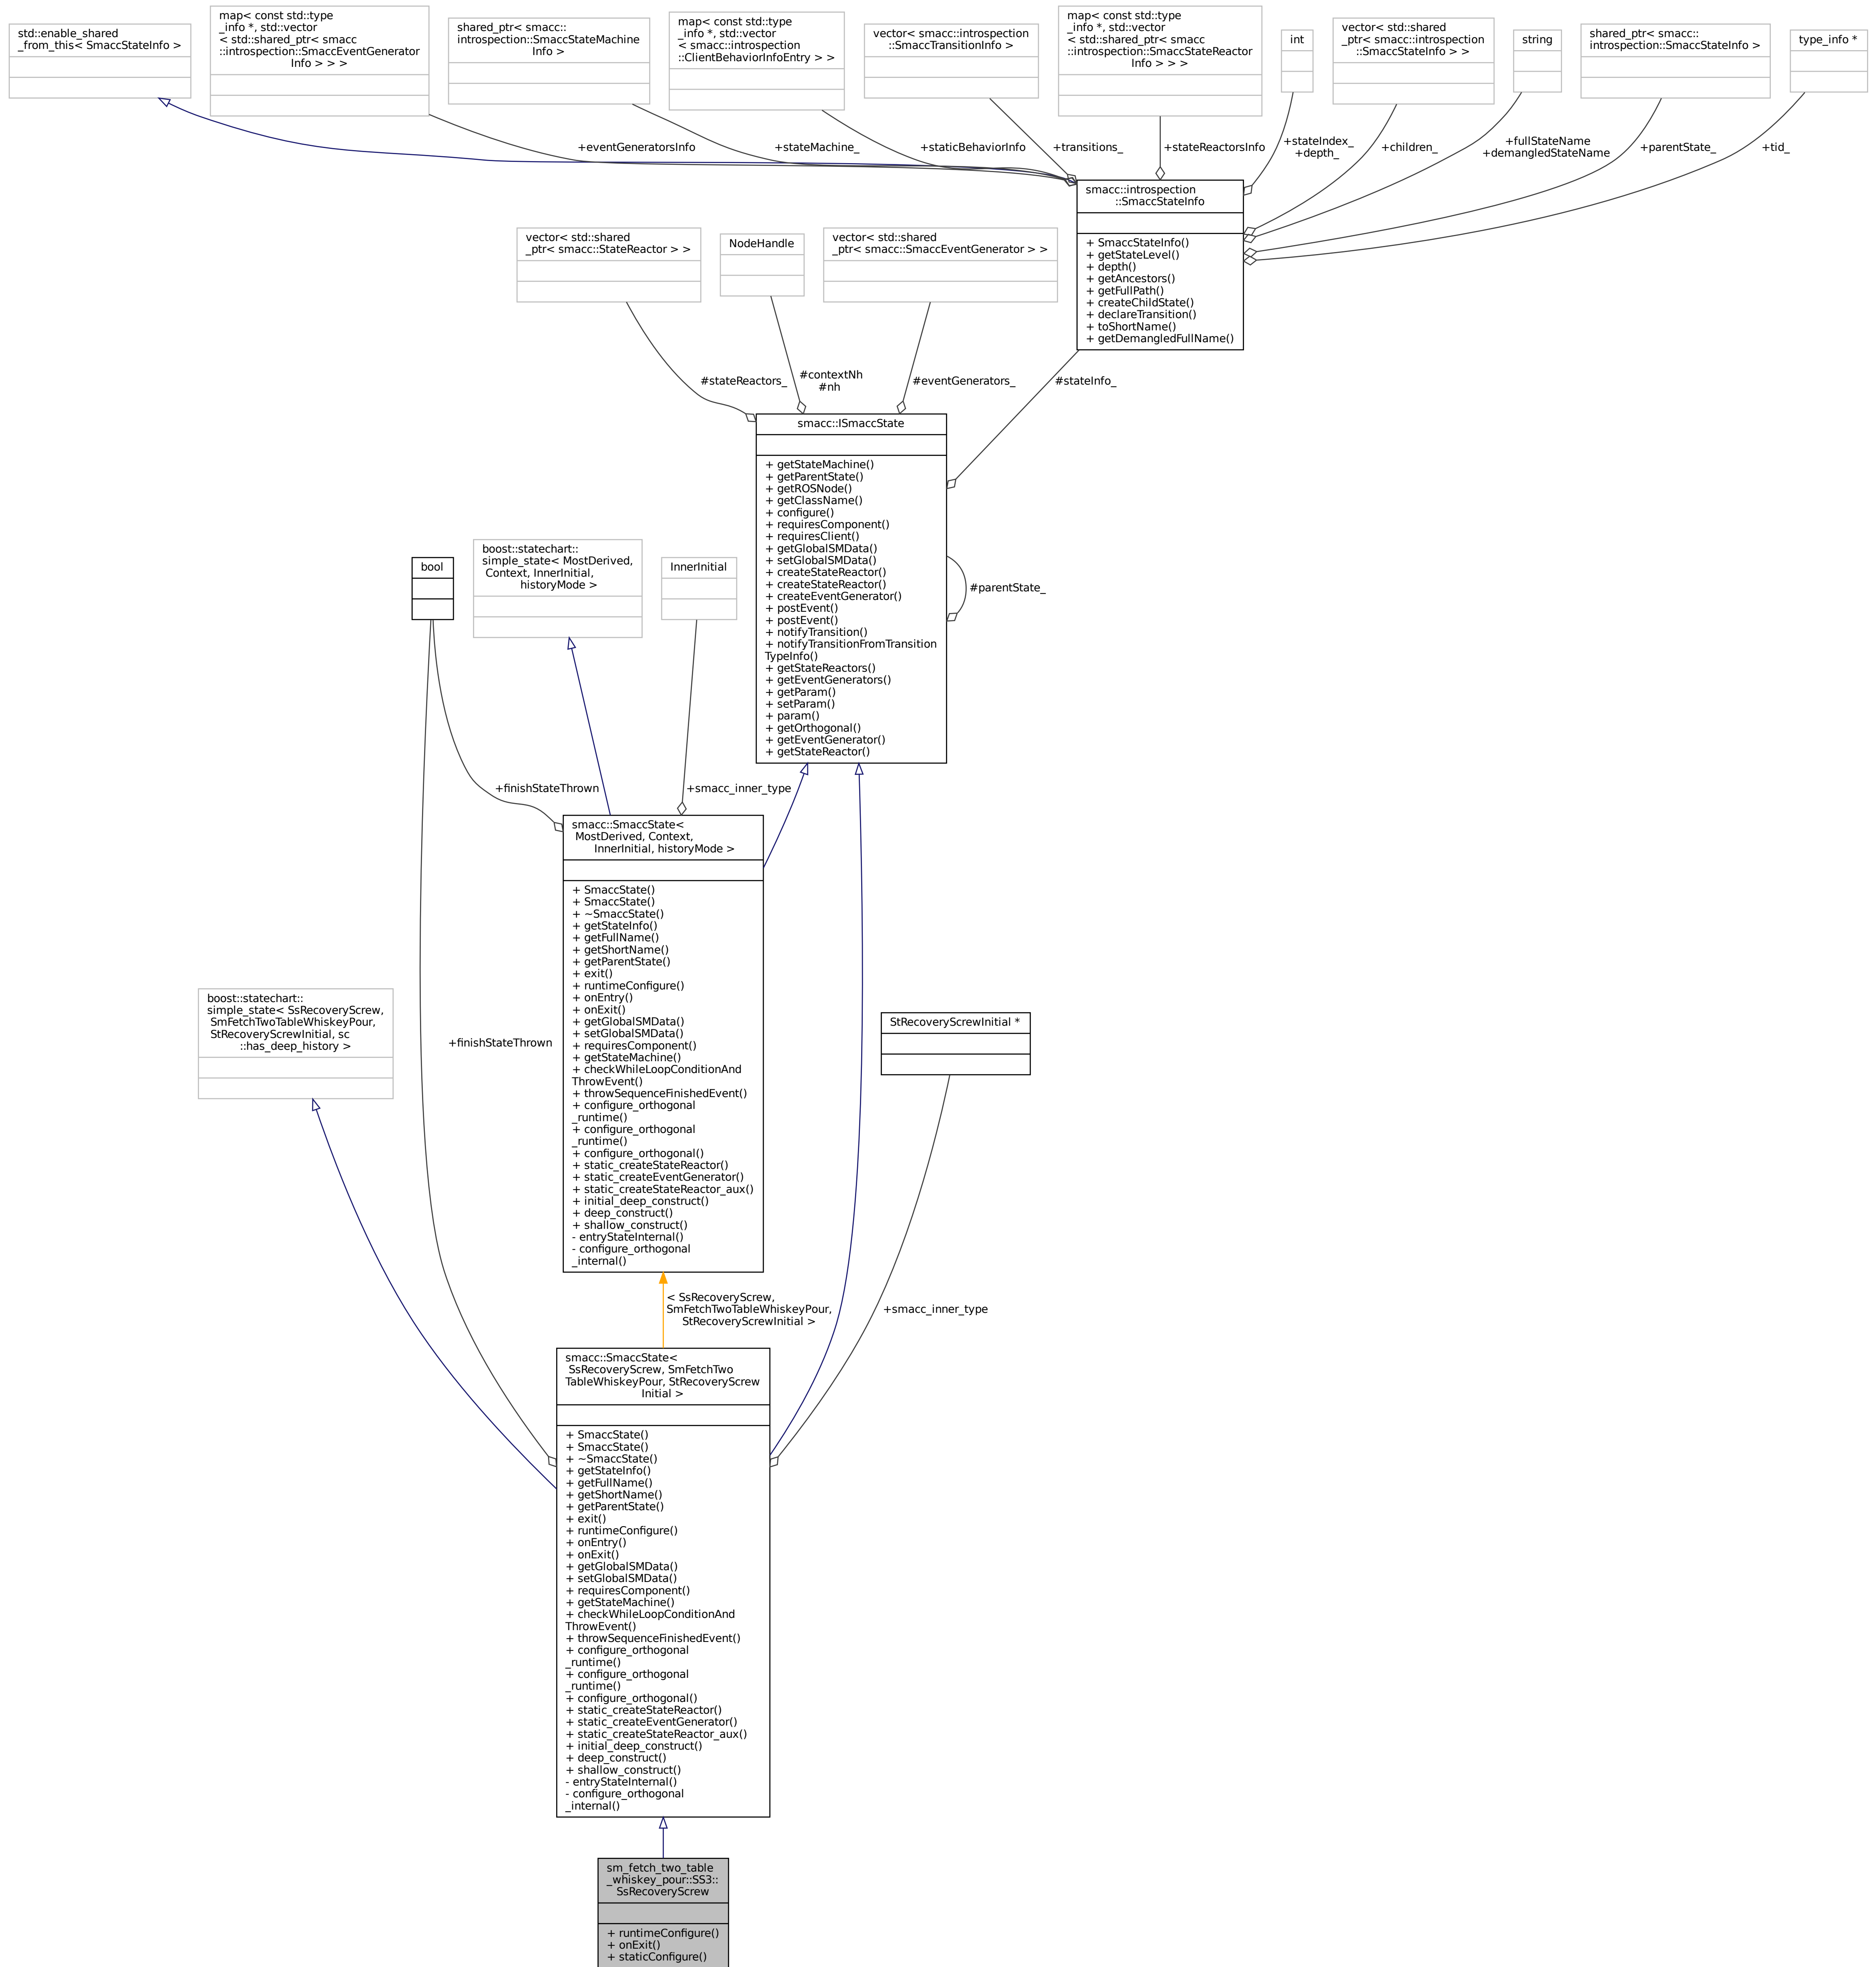 std::enable_shared
_from_this< SmaccStateInfo >
map< const std::type
_info *, std::vector
< std::shared_ptr< smacc
::introspection::SmaccEventGenerator
Info > > >
shared_ptr< smacc::
introspection::SmaccStateMachine
Info >
map< const std::type
_info *, std::vector
< smacc::introspection
::ClientBehaviorInfoEntry > >
vector< smacc::introspection
::SmaccTransitionInfo >
map< const std::type
_info *, std::vector
< std::shared_ptr< smacc
::introspection::SmaccStateReactor
Info > > >
int
vector< std::shared
_ptr< smacc::introspection
::SmaccStateInfo > >
string
shared_ptr< smacc::
introspection::SmaccStateInfo >
type_info *
+eventGeneratorsInfo
+stateMachine_
+staticBehaviorInfo
+transitions_
+stateReactorsInfo
+stateIndex_
+depth_
+children_
+fullStateName
+demangledStateName
+parentState_
+tid_
smacc::introspection
::SmaccStateInfo
+ SmaccStateInfo()
+ getStateLevel()
+ depth()
+ getAncestors()
+ getFullPath()
+ createChildState()
+ declareTransition()
+ toShortName()
+ getDemangledFullName()
vector< std::shared
_ptr< smacc::StateReactor > >
NodeHandle
vector< std::shared
_ptr< smacc::SmaccEventGenerator > >
#stateReactors_
#contextNh
#nh
#eventGenerators_
#stateInfo_
smacc::ISmaccState
+ getStateMachine()
+ getParentState()
+ getROSNode()
+ getClassName()
+ configure()
+ requiresComponent()
+ requiresClient()
+ getGlobalSMData()
+ setGlobalSMData()
+ createStateReactor()
+ createStateReactor()
+ createEventGenerator()
+ postEvent()
+ postEvent()
+ notifyTransition()
+ notifyTransitionFromTransition
TypeInfo()
+ getStateReactors()
+ getEventGenerators()
+ getParam()
+ setParam()
+ param()
+ getOrthogonal()
+ getEventGenerator()
+ getStateReactor()
#parentState_
bool
boost::statechart::
simple_state< MostDerived,
Context, InnerInitial,
historyMode >
InnerInitial
+finishStateThrown
+smacc_inner_type
smacc::SmaccState<
MostDerived, Context,
InnerInitial, historyMode >
+ SmaccState()
+ SmaccState()
+ ~SmaccState()
+ getStateInfo()
+ getFullName()
+ getShortName()
+ getParentState()
+ exit()
+ runtimeConfigure()
+ onEntry()
+ onExit()
+ getGlobalSMData()
+ setGlobalSMData()
+ requiresComponent()
+ getStateMachine()
+ checkWhileLoopConditionAnd
ThrowEvent()
+ throwSequenceFinishedEvent()
+ configure_orthogonal
_runtime()
+ configure_orthogonal
_runtime()
+ configure_orthogonal()
+ static_createStateReactor()
+ static_createEventGenerator()
+ static_createStateReactor_aux()
+ initial_deep_construct()
+ deep_construct()
+ shallow_construct()
- entryStateInternal()
- configure_orthogonal
_internal()
boost::statechart::
simple_state< SsRecoveryScrew,
SmFetchTwoTableWhiskeyPour,
StRecoveryScrewInitial, sc
::has_deep_history >
+finishStateThrown
StRecoveryScrewInitial *
< SsRecoveryScrew,
SmFetchTwoTableWhiskeyPour,
StRecoveryScrewInitial >
+smacc_inner_type
smacc::SmaccState<
SsRecoveryScrew, SmFetchTwo
TableWhiskeyPour, StRecoveryScrew
Initial >
+ SmaccState()
+ SmaccState()
+ ~SmaccState()
+ getStateInfo()
+ getFullName()
+ getShortName()
+ getParentState()
+ exit()
+ runtimeConfigure()
+ onEntry()
+ onExit()
+ getGlobalSMData()
+ setGlobalSMData()
+ requiresComponent()
+ getStateMachine()
+ checkWhileLoopConditionAnd
ThrowEvent()
+ throwSequenceFinishedEvent()
+ configure_orthogonal
_runtime()
+ configure_orthogonal
_runtime()
+ configure_orthogonal()
+ static_createStateReactor()
+ static_createEventGenerator()
+ static_createStateReactor_aux()
+ initial_deep_construct()
+ deep_construct()
+ shallow_construct()
- entryStateInternal()
- configure_orthogonal
_internal()
sm_fetch_two_table
_whiskey_pour::SS3::
SsRecoveryScrew
+ runtimeConfigure()
+ onExit()
+ staticConfigure()